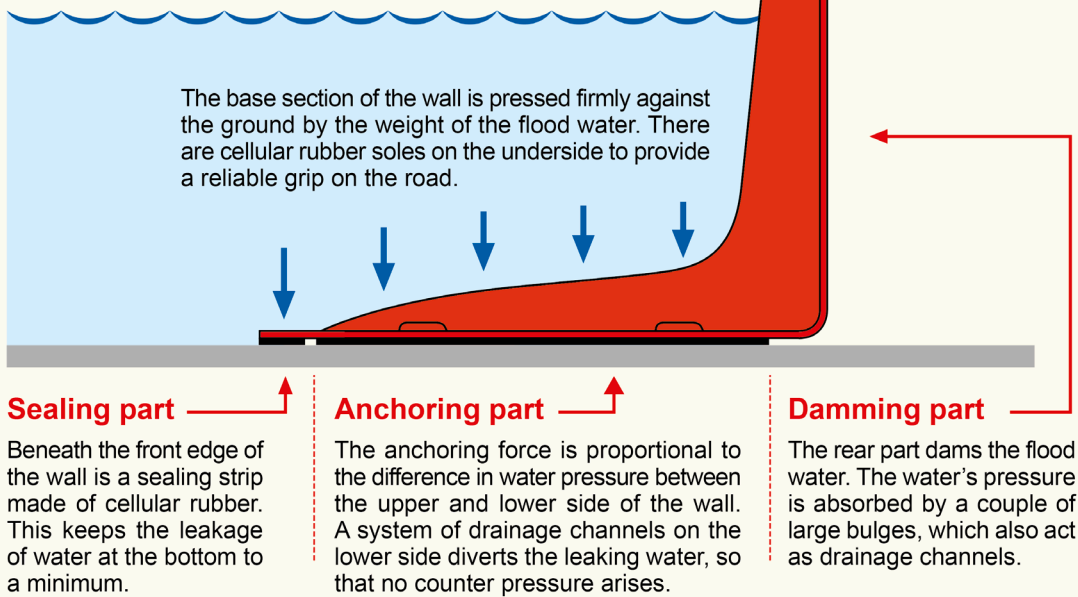 The base section of the wall is pressed firmly against
the ground by the weight of the flood water. There
are cellular rubber soles on the underside to provide
a reliable grip on the road.
Sealing part
Beneath the front edge of
the wall is a sealing strip
made of cellular rubber.
This keeps the leakage
of water at the bottom to
a minimum.
Anchoring part
The anchoring force is proportional to
the difference in water pressure between
the upper and lower side of the wall.
A system of drainage channels on the
lower side diverts the leaking water, so
that no counter pressure arises.
Damming part
The rear part dams the flood
water. The water’s pressure
is absorbed by a couple of
large bulges, which also act
as drainage channels.